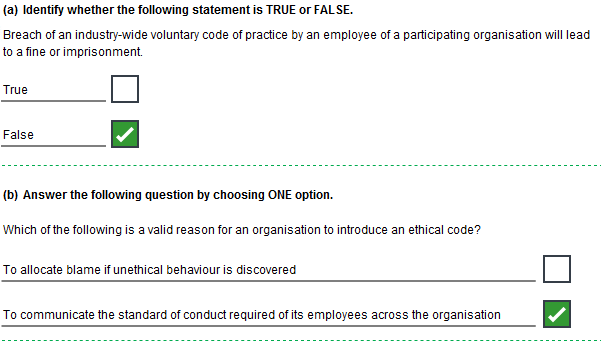 (a) Identify whether the following statement is TRUE or FALSE.
Breach of an industry-wide voluntary code of practice by an employee of a participating organisation will lead
to a fine or imprisonment.
True
False
(b) Answer the following question by choosing ONE option.
Which of the following is a valid reason for an organisation to introduce an ethical code?
To allocate blame if unethical behaviour is discovered
To communicate the standard of conduct required of its employees across the organisation